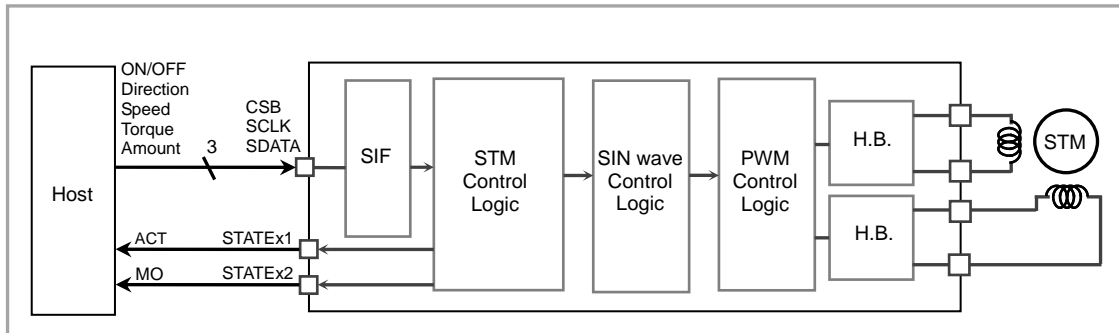 ON/OFF
Direction
Speed
Torque
Amount
3
CSB
SCLK
SDATA
Host
ACT
STATEx1
MO
STATEx2
SIF
STM
Control
Logic
SIN wave
Control
Logic
PWM
Control
Logic
H.B.
H.B.
STM